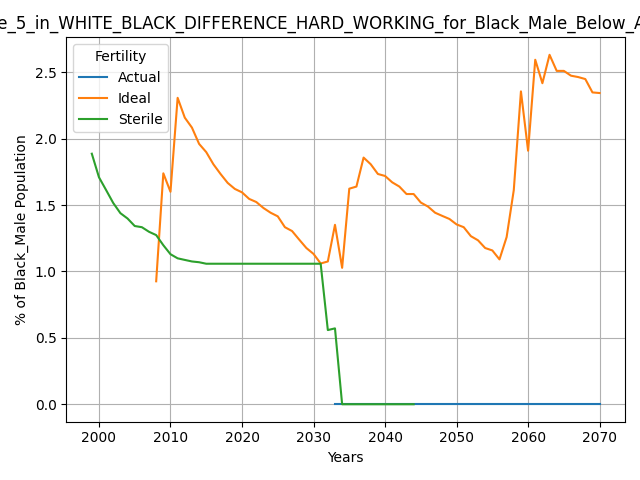 e_5_in_WHITE_BLACK_DIFFERENCE_HARD_WORKING_for_Black_Male_Below_A
Fertility
Actual
Ideal
Sterile
% of Black_Male Population
2.5
2.0
1.5
1.0
0.5
0.0
2000 2010 2020 2030 2040 2050 2060 2070
Years